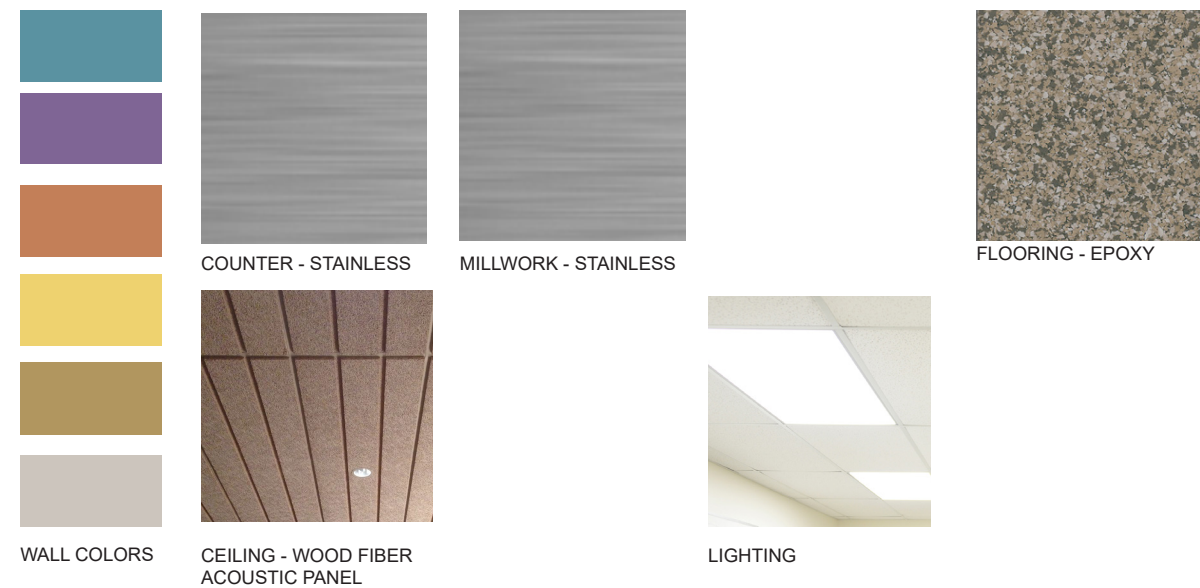 COUNTER - STAINLESS
MILLWORK - STAINLESS
FLOORING - EPOXY
WALL COLORS
CEILING - WOOD FIBER
ACOUSTIC PANEL
LIGHTING